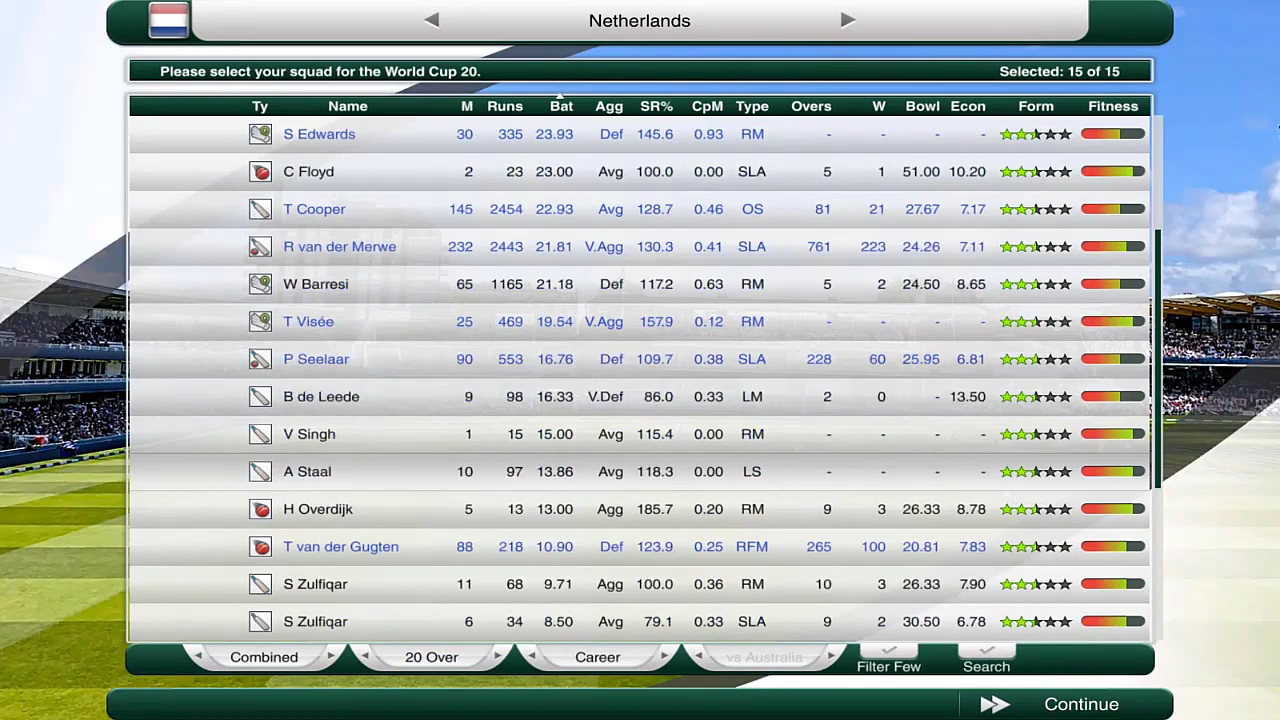 Netherlands
Please select your squad for the World Cup 20. Selected: 15 of 15
Ty Name M Runs Bat Agg SR% CpM Type Overs W Bowl Econ Form Fitness
S Edwards 30 335 23.93 Def 145.6 0.93 RM - - - -
C Floyd 2 23 23.00 Avg 100.0 0.00 SLA 5 1 51.00 10.20
T Cooper 145 2454 22.93 Avg 128.7 0.46 OS 81 21 27.67 7.17
R van der Merwe 232 2443 21.81 V.Agg 130.3 0.41 SLA 761 223 24.26 7.11
W Barresi 65 1165 21.18 Def 117.2 0.63 RM 5 2 24.50 8.65
T Visée 25 469 19.54 V.Agg 157.9 0.12 RM - - - -
P Seelaar 90 553 16.76 Def 109.7 0.38 SLA 228 60 25.95 6.81
B de Leede 9 98 16.33 V.Def 86.0 0.33 LM 2 0 - 13.50
V Singh 1 15 15.00 Avg 115.4 0.00 RM - - - -
A Staal 10 97 13.86 Avg 118.3 0.00 LS - - - -
H Overdijk 5 13 13.00 Agg 185.7 0.20 RM 9 3 26.33 8.78
T van der Gugten 88 218 10.90 Def 123.9 0.25 RFM 265 100 20.81 7.83
S Zulfiqar 11 68 9.71 Agg 100.0 0.36 RM 10 3 26.33 7.90
S Zulfiqar 6 34 8.50 Avg 79.1 0.33 SLA 9 2 30.50 6.78
Combined 20 Over Career vs Australia Filter Few Search
Continue